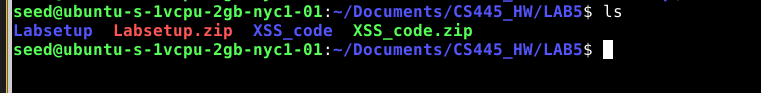 seed@ubuntu-s-1vcpu-2gb-nyc1-01:~/Documents/CS445_HW/LAB5$ ls
Labsetup  Labsetup.zip  XSS_code  XSS_code.zip
seed@ubuntu-s-1vcpu-2gb-nyc1-01:~/Documents/CS445_HW/LAB5$